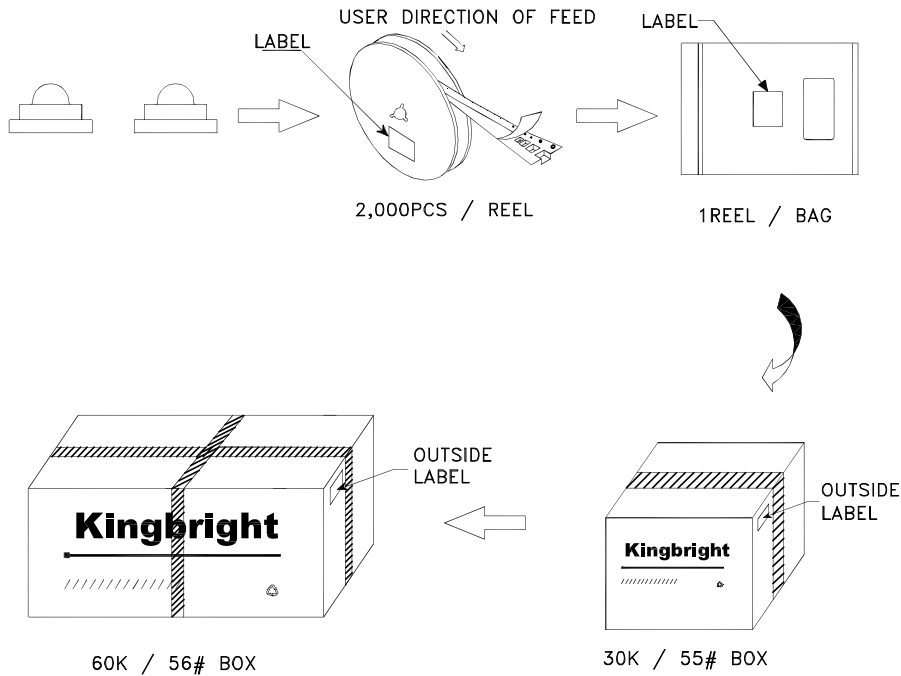 USER DIRECTION OF FEED
LABEL
LABEL
2,000PCS / REEL
1REEL / BAG
OUTSIDE
LABEL
Kingbright
60K / 56# BOX
OUTSIDE
LABEL
Kingbright
30K / 55# BOX